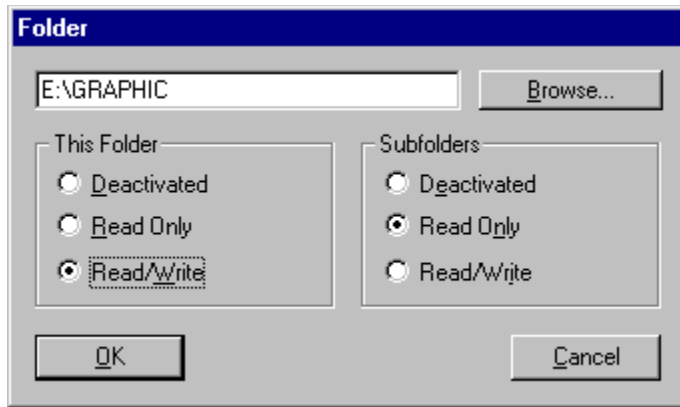 Folder
E:\GRAPHIC
Browse...
This Folder
Subfolders
Deactivated
Deactivated
Read Only
Read Only
Read/Write
Read/Write
OK
Cancel